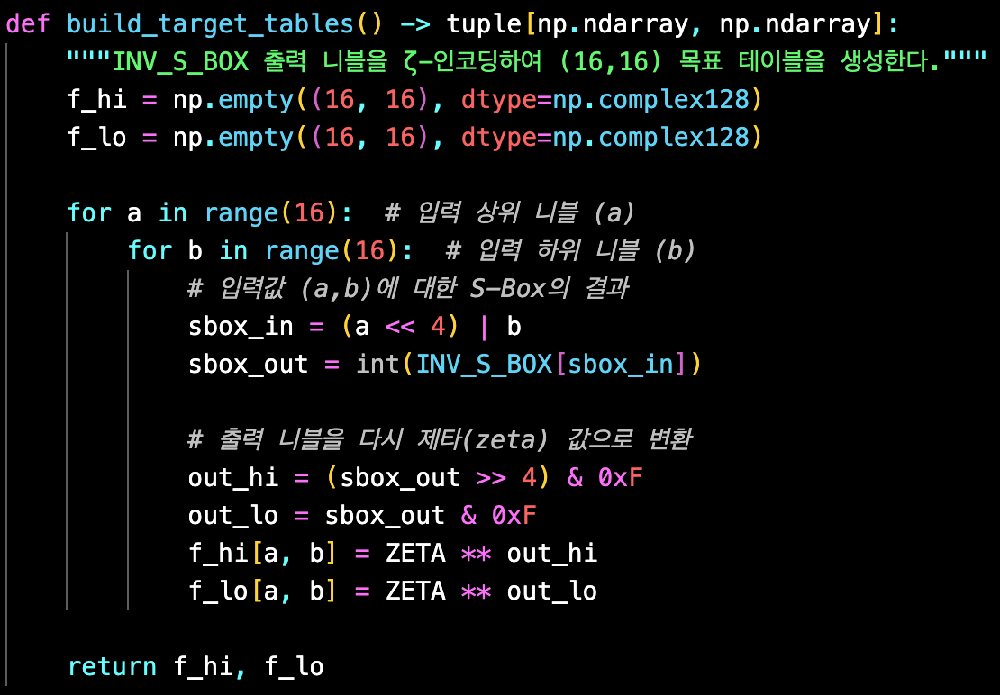 def build_target_tables() -> tuple[np.ndarray, np.ndarray]:
    """INV_S_BOX 출력 니블을 ζ-인코딩하여 (16,16) 목표 테이블을 생성한다."""
    f_hi = np.empty((16, 16), dtype=np.complex128)
    f_lo = np.empty((16, 16), dtype=np.complex128)

    for a in range(16):  # 입력 상위 니블 (a)
        for b in range(16):  # 입력 하위 니블 (b)
            # 입력값 (a,b)에 대한 S-Box의 결과
            sbox_in = (a << 4) | b
            sbox_out = int(INV_S_BOX[sbox_in])

            # 출력 니블을 다시 제타(zeta) 값으로 변환
            out_hi = (sbox_out >> 4) & 0xF
            out_lo = sbox_out & 0xF
            f_hi[a, b] = ZETA ** out_hi
            f_lo[a, b] = ZETA ** out_lo

    return f_hi, f_lo